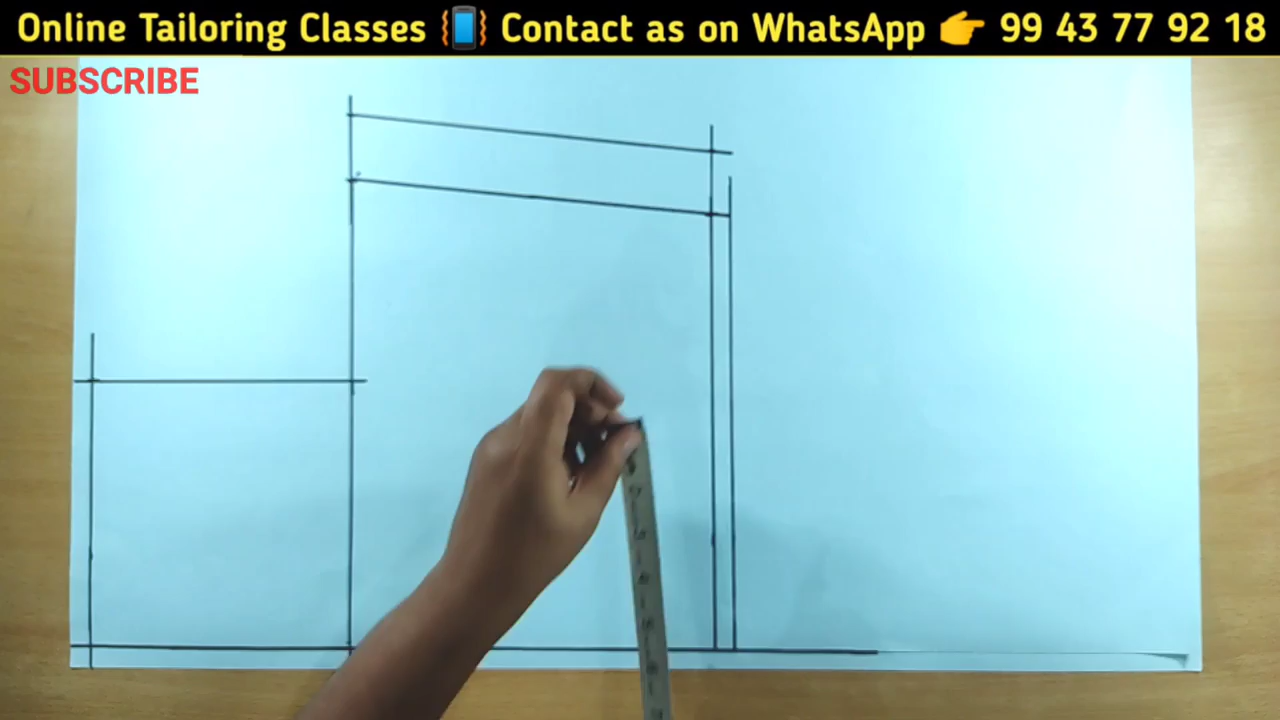 Online Tailoring Classes 📳 Contact as on WhatsApp 👉 99 43 77 92 18
SUBSCRIBE